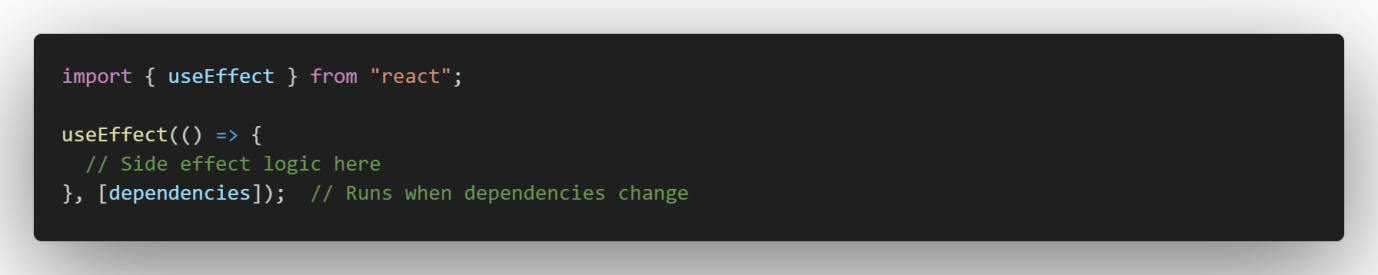 import { useEffect } from "react";
useEffect(() => {
  // Side effect logic here
}, [dependencies]);  // Runs when dependencies change